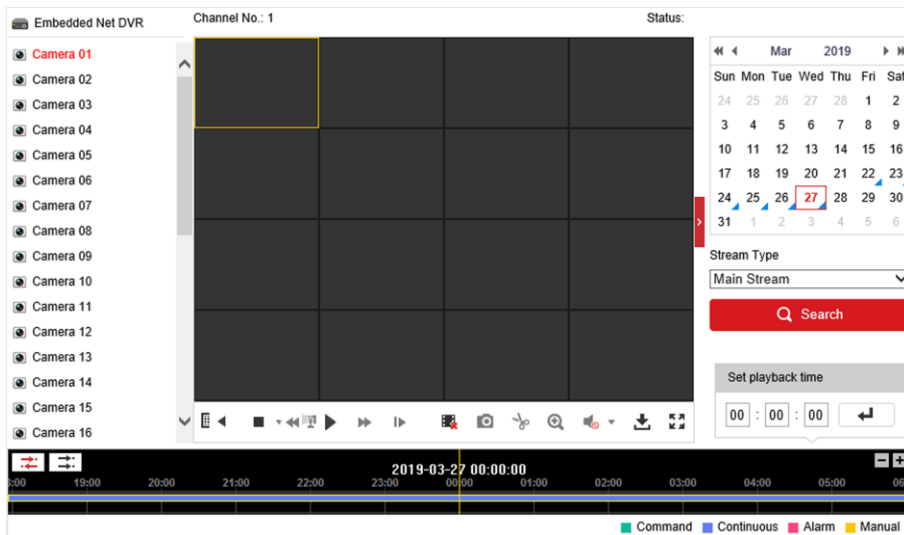 Embedded Net DVR
Channel No.: 1
Status:
Camera 01
Camera 02
Camera 03
Camera 04
Camera 05
Camera 06
Camera 07
Camera 08
Camera 09
Camera 10
Camera 11
Camera 12
Camera 13
Camera 14
Camera 15
Camera 16
Mar 2019
Sun Mon Tue Wed Thu Fri Sat
24 25 26 27 28 1 2
3 4 5 6 7 8 9
10 11 12 13 14 15 16
17 18 19 20 21 22 23
24 25 26 27 28 29 30
31 1 2 3 4 5 6
Stream Type
Main Stream
Search
Set playback time
00 : 00 : 00
2019-03-27 00:00:00
:00 19:00 20:00 21:00 22:00 23:00 00:00 01:00 02:00 03:00 04:00 05:00 06
Command Continuous Alarm Manual